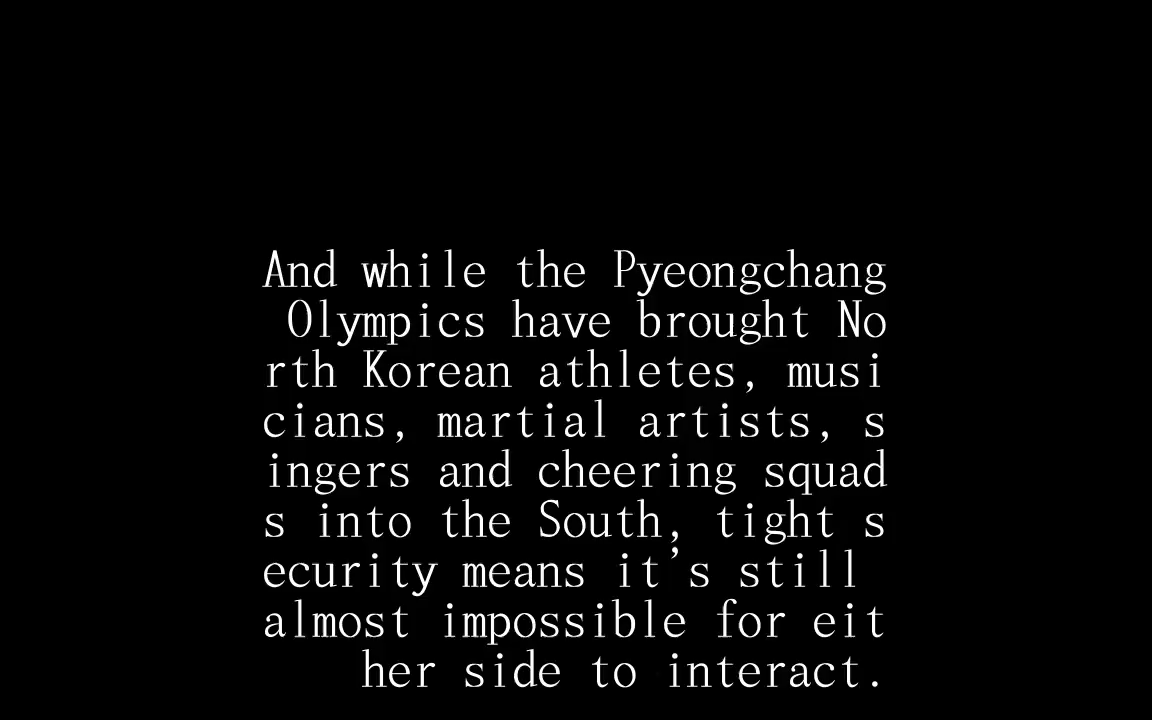 And while the Pyeongchang
Olympics have brought No
rth Korean athletes, musi
cians, martial artists, s
ingers and cheering squad
s into the South, tight s
ecurity means it’s still
almost impossible for eit
her side to interact.